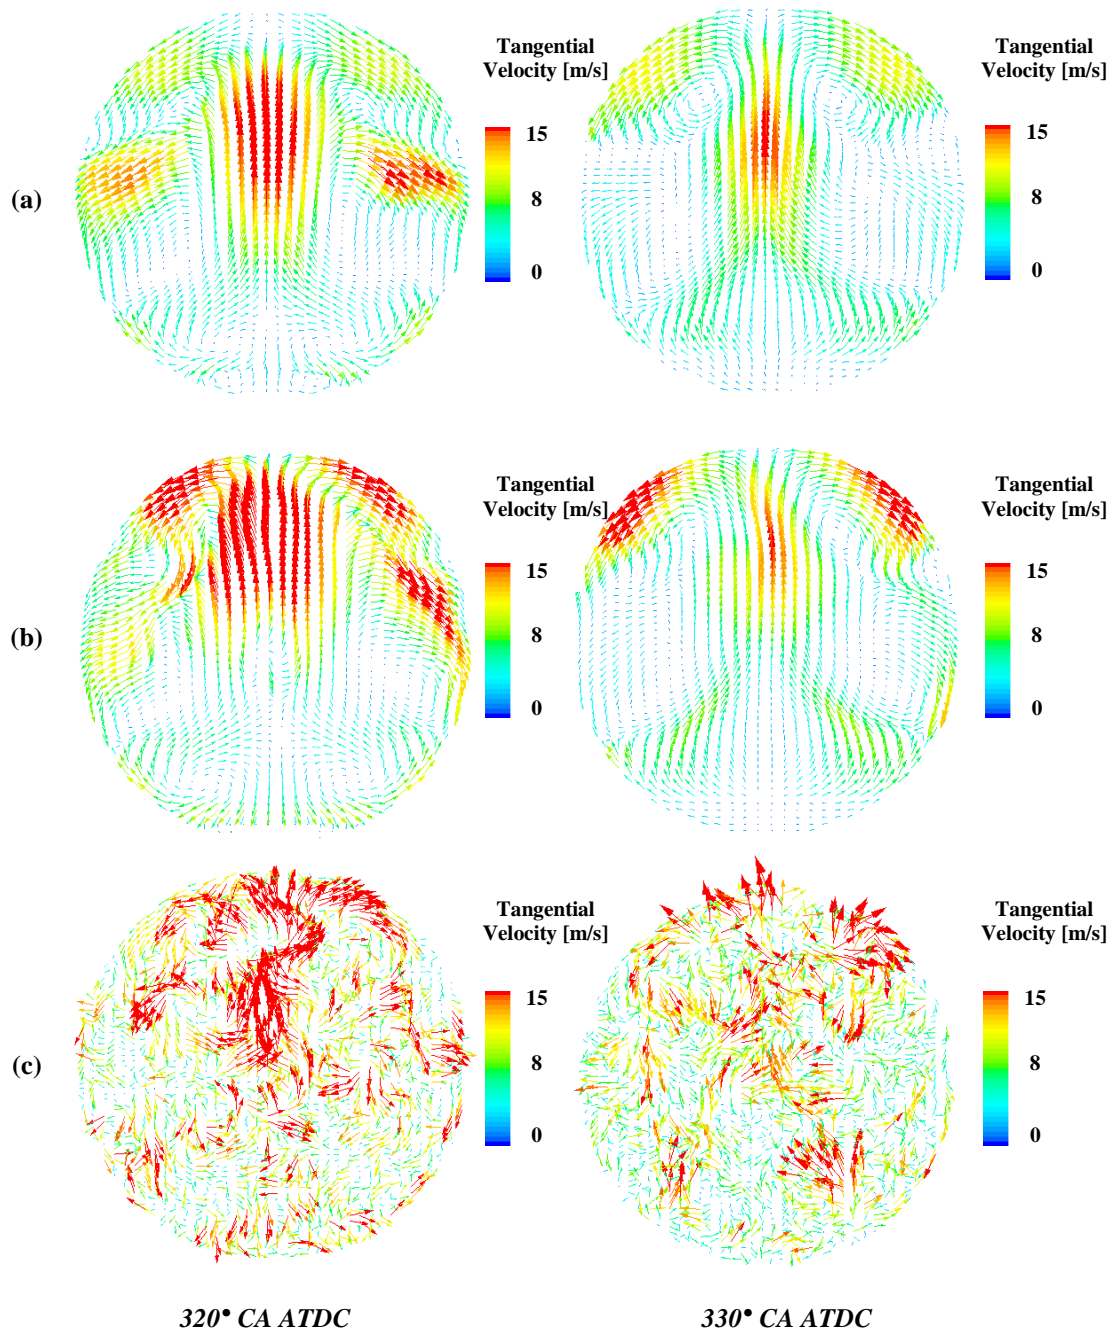 Tangential
Velocity [m/s]
15
8
0
Tangential
Velocity [m/s]
15
8
0
(a)
Tangential
Velocity [m/s]
15
8
0
Tangential
Velocity [m/s]
15
8
0
(b)
Tangential
Velocity [m/s]
15
8
0
Tangential
Velocity [m/s]
15
8
0
(c)
320° CA ATDC
330° CA ATDC